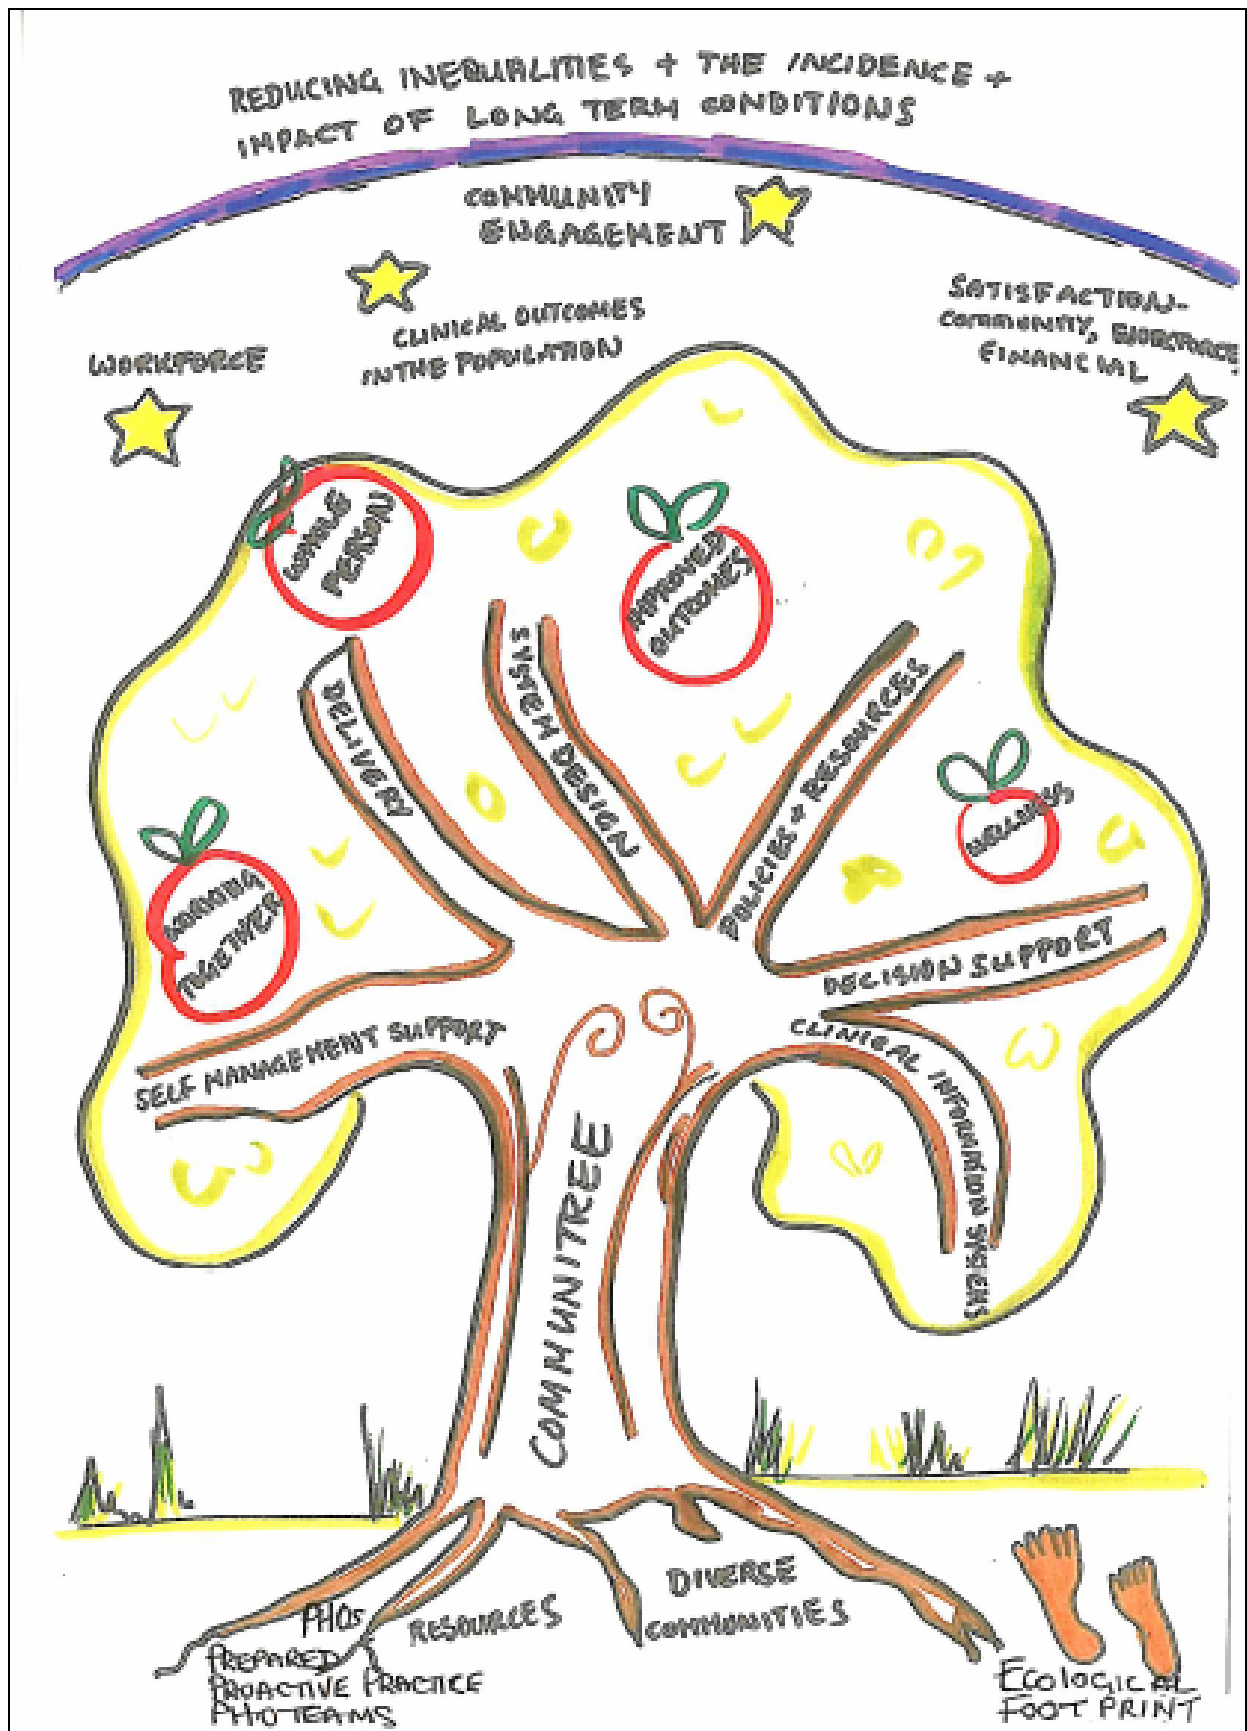 REDUCING INEQUALITIES + THE INCIDENCE +
IMPACT OF LONG TERM CONDITIONS
COMMUNITY
ENGAGEMENT
CLINICAL OUTCOMES
IN THE POPULATION
SATISFACTION-
COMMUNITY, WORKFORCE,
FINANCIAL
WORKFORCE
WHOLE
PERSON
IMPROVED
OUTCOMES
SYSTEM DESIGN
DELIVERY
POLICIES + RESOURCES
WELLNESS
WORKING
TOGETHER
DECISION SUPPORT
SELF MANAGEMENT SUPPORT
CLINICAL INFORMATION SYSTEMS
COMMUNITREE
DIVERSE
COMMUNITIES
RESOURCES
PHOs
PREPARED
PROACTIVE PRACTICE
PHO TEAMS
ECOLOGICAL
FOOT PRINT